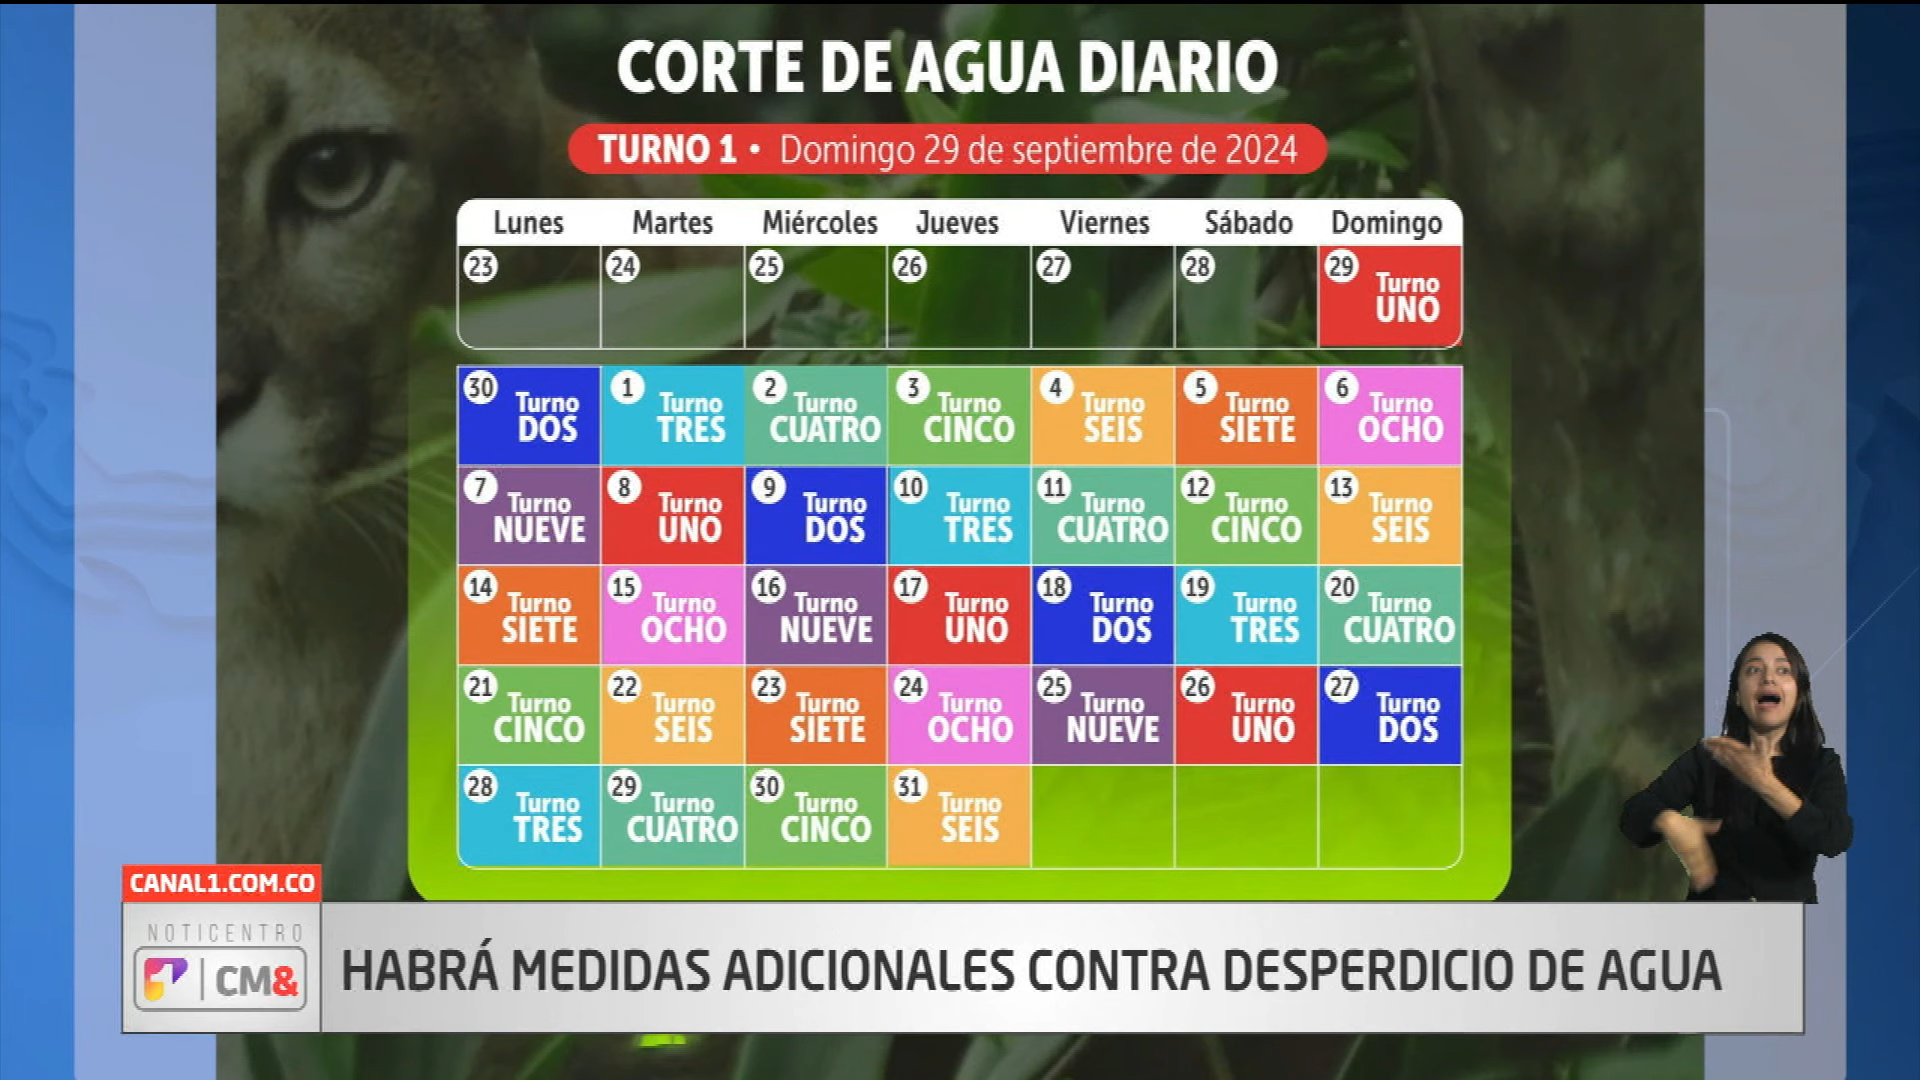 CORTE DE AGUA DIARIO
TURNO 1 • Domingo 29 de septiembre de 2024
Lunes Martes Miércoles Jueves Viernes Sábado Domingo
23 24 25 26 27 28 29 Turno UNO
30 Turno DOS 1 Turno TRES 2 Turno CUATRO 3 Turno CINCO 4 Turno SEIS 5 Turno SIETE 6 Turno OCHO
7 Turno NUEVE 8 Turno UNO 9 Turno DOS 10 Turno TRES 11 Turno CUATRO 12 Turno CINCO 13 Turno SEIS
14 Turno SIETE 15 Turno OCHO 16 Turno NUEVE 17 Turno UNO 18 Turno DOS 19 Turno TRES 20 Turno CUATRO
21 Turno CINCO 22 Turno SEIS 23 Turno SIETE 24 Turno OCHO 25 Turno NUEVE 26 Turno UNO 27 Turno DOS
28 Turno TRES 29 Turno CUATRO 30 Turno CINCO 31 Turno SEIS
CANAL1.COM.CO
NOTICENTRO
1 | CM&
HABRÁ MEDIDAS ADICIONALES CONTRA DESPERDICIO DE AGUA